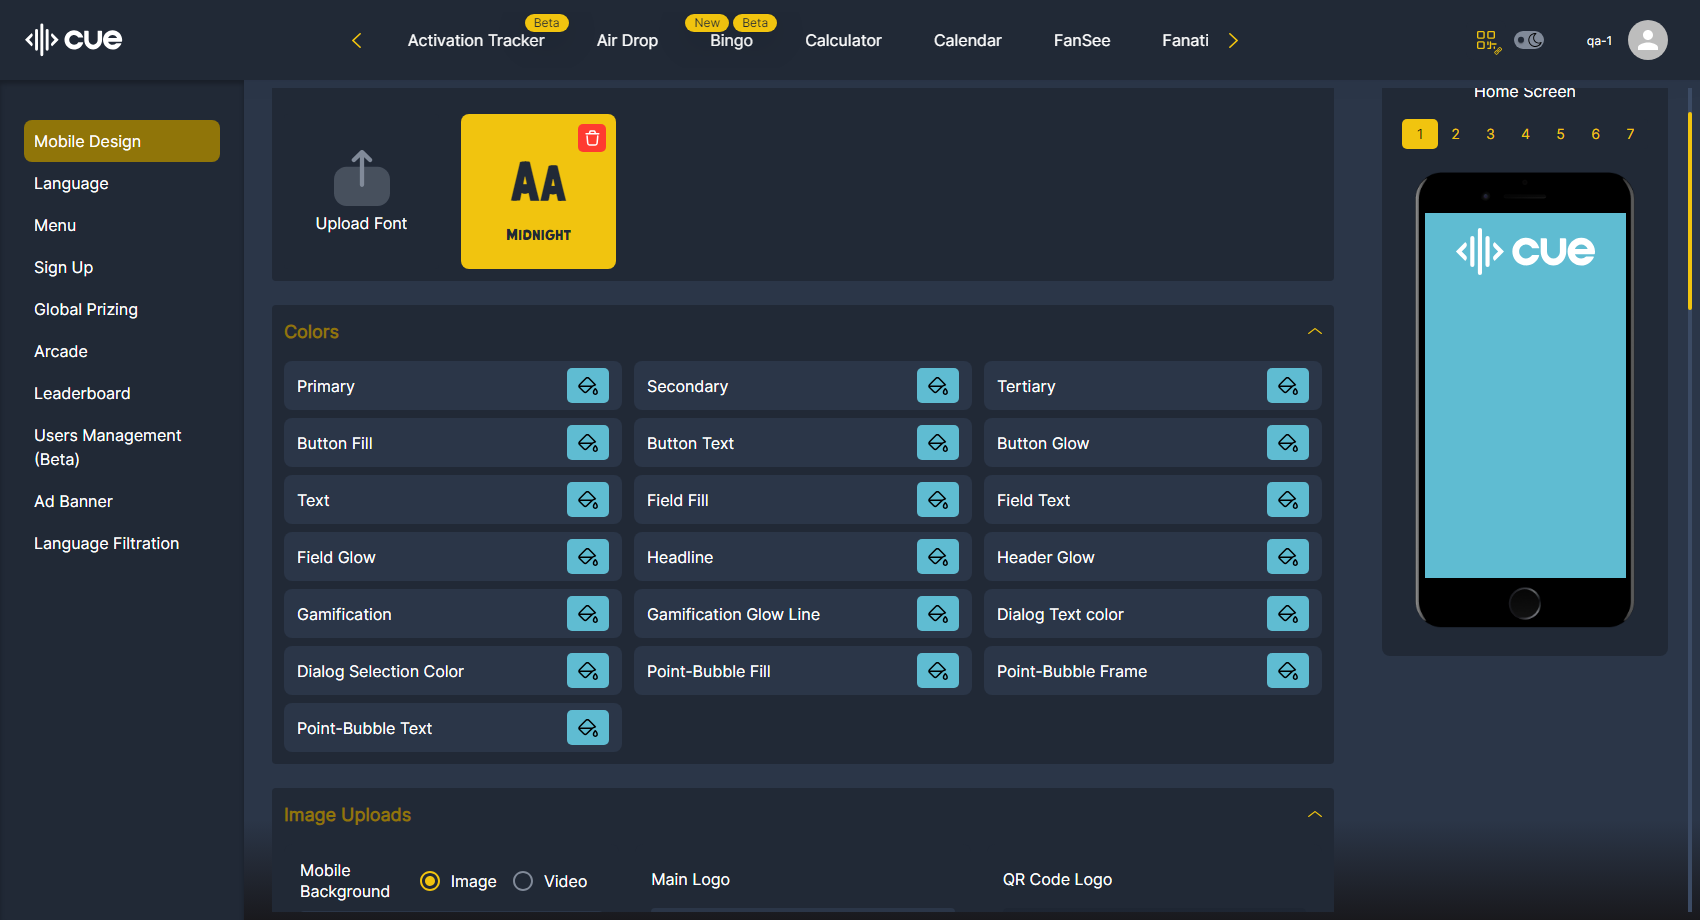 cue
Beta
New
Beta
Activation Tracker
Air Drop
Bingo
Calculator
Calendar
FanSee
Fanati
qa-1
Mobile Design
Language
Menu
Sign Up
Global Prizing
Arcade
Leaderboard
Users Management
(Beta)
Ad Banner
Language Filtration
Upload Font
AA
MIDNIGHT
Colors
Primary
Secondary
Tertiary
Button Fill
Button Text
Button Glow
Text
Field Fill
Field Text
Field Glow
Headline
Header Glow
Gamification
Gamification Glow Line
Dialog Text color
Dialog Selection Color
Point-Bubble Fill
Point-Bubble Frame
Point-Bubble Text
Image Uploads
Mobile
Background
Image
Video
Main Logo
QR Code Logo
Home Screen
1 2 3 4 5 6 7
cue